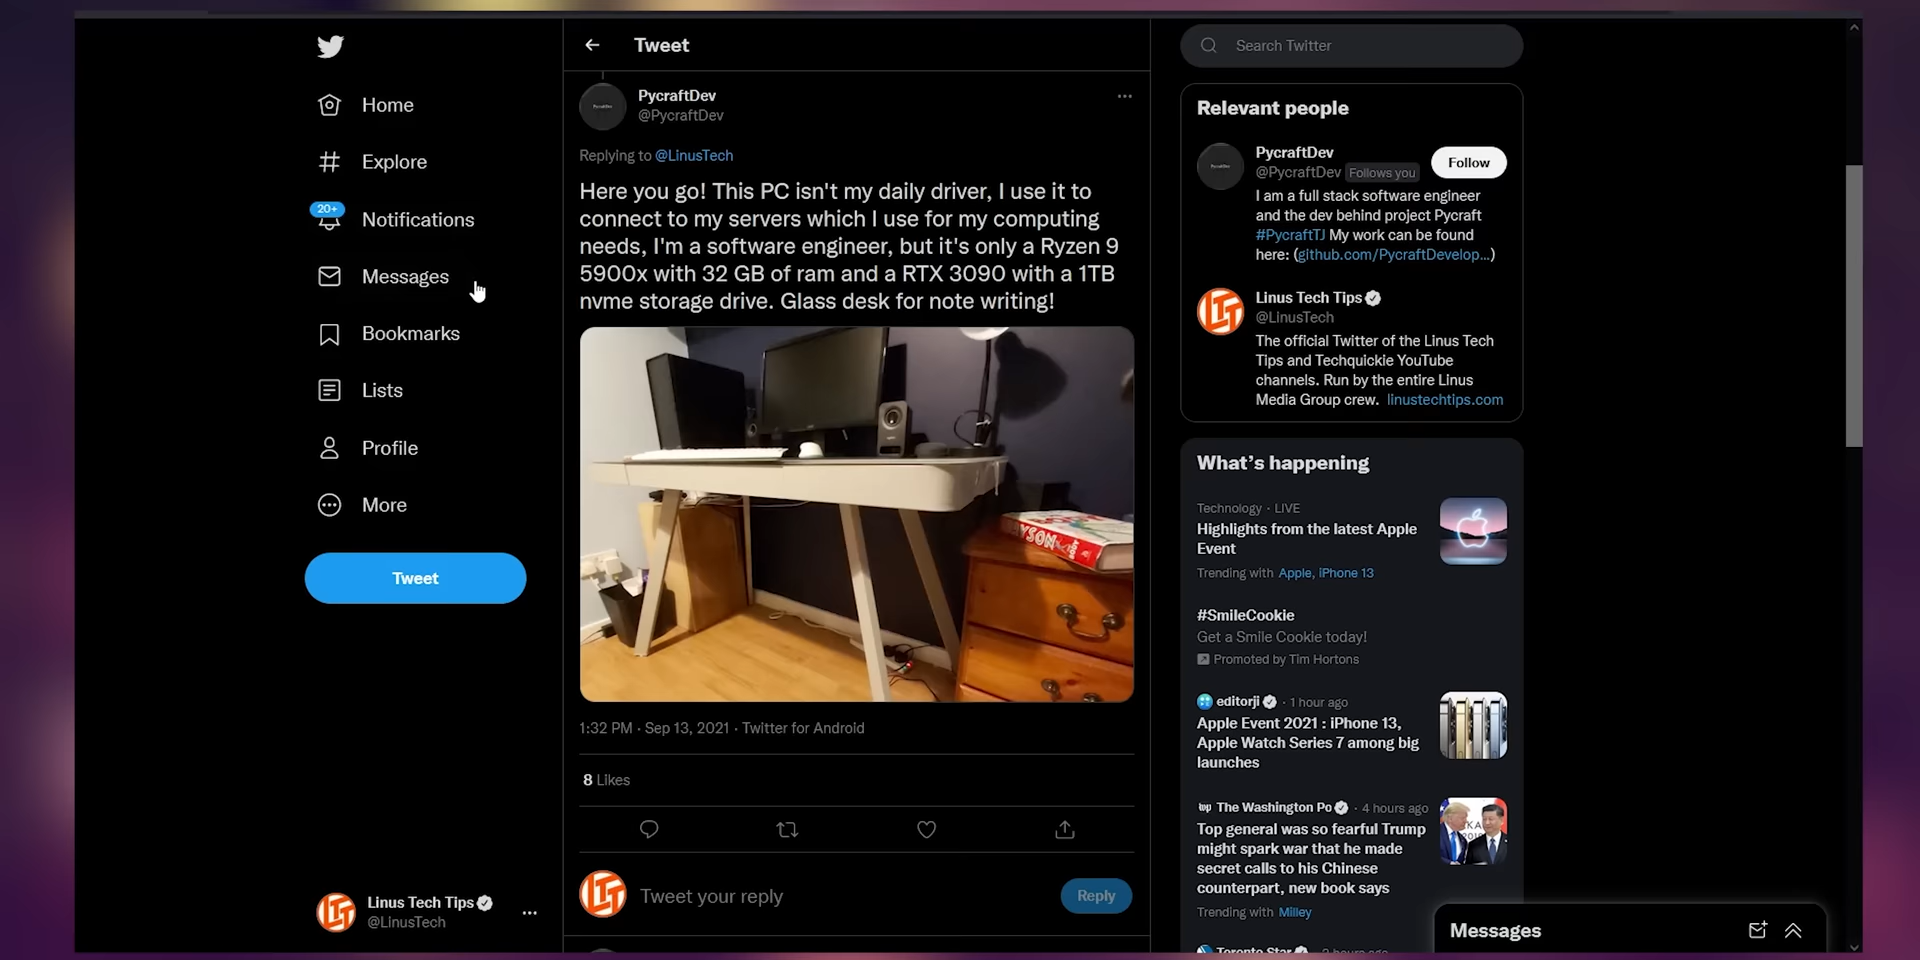 Home
Explore
20+
Notifications
Messages
Bookmarks
Lists
Profile
More
Tweet
Linus Tech Tips
@LinusTech
Tweet
PycraftDev
@PycraftDev
Replying to @LinusTech
Here you go! This PC isn't my daily driver, I use it to
connect to my servers which I use for my computing
needs, I'm a software engineer, but it's only a Ryzen 9
5900x with 32 GB of ram and a RTX 3090 with a 1TB
nvme storage drive. Glass desk for note writing!
1:32 PM · Sep 13, 2021 · Twitter for Android
8 Likes
Tweet your reply
Reply
Search Twitter
Relevant people
PycraftDev
@PycraftDev Follows you
Follow
I am a full stack software engineer
and the dev behind project Pycraft
#PycraftTJ My work can be found
here: (github.com/PycraftDevelop...)
Linus Tech Tips
@LinusTech
The official Twitter of the Linus Tech
Tips and Techquickie YouTube
channels. Run by the entire Linus
Media Group crew. linustechtips.com
What's happening
Technology · LIVE
Highlights from the latest Apple
Event
Trending with Apple, iPhone 13
#SmileCookie
Get a Smile Cookie today!
Promoted by Tim Hortons
editorji · 1 hour ago
Apple Event 2021 : iPhone 13,
Apple Watch Series 7 among big
launches
The Washington Po · 4 hours ago
Top general was so fearful Trump
might spark war that he made
secret calls to his Chinese
counterpart, new book says
Trending with Milley
Toronto Star
Messages